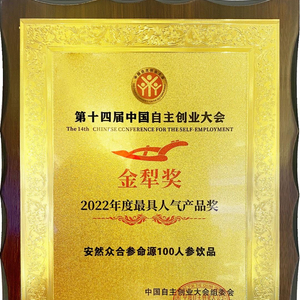 第十四届中国自主创业大会
The 14th CHINESE CONFERENCE FOR THE SELF-EMPLOYMENT
金犁奖
2022年度最具人气产品奖
安然众合参命源100人参饮品
中国自主创业大会组委会